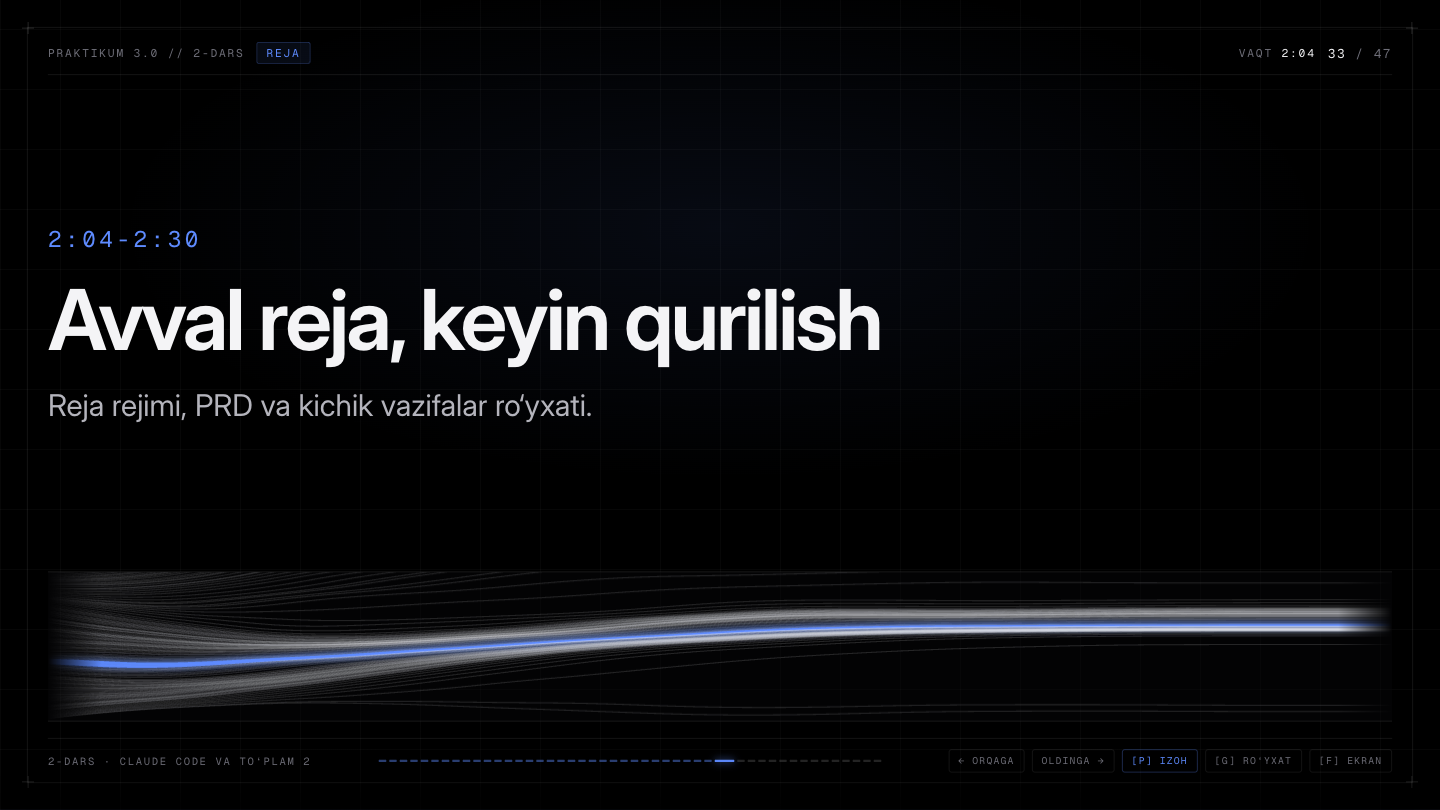 PRAKTIKUM 3.0 // 2-DARS REJA
VAQT 2:04 33 / 47
2:04-2:30
Avval reja, keyin qurilish
Reja rejimi, PRD va kichik vazifalar ro‘yxati.
2-DARS · CLAUDE CODE VA TO‘PLAM 2
← ORQAGA
OLDINGA →
[P] IZOH
[G] RO‘YXAT
[F] EKRAN